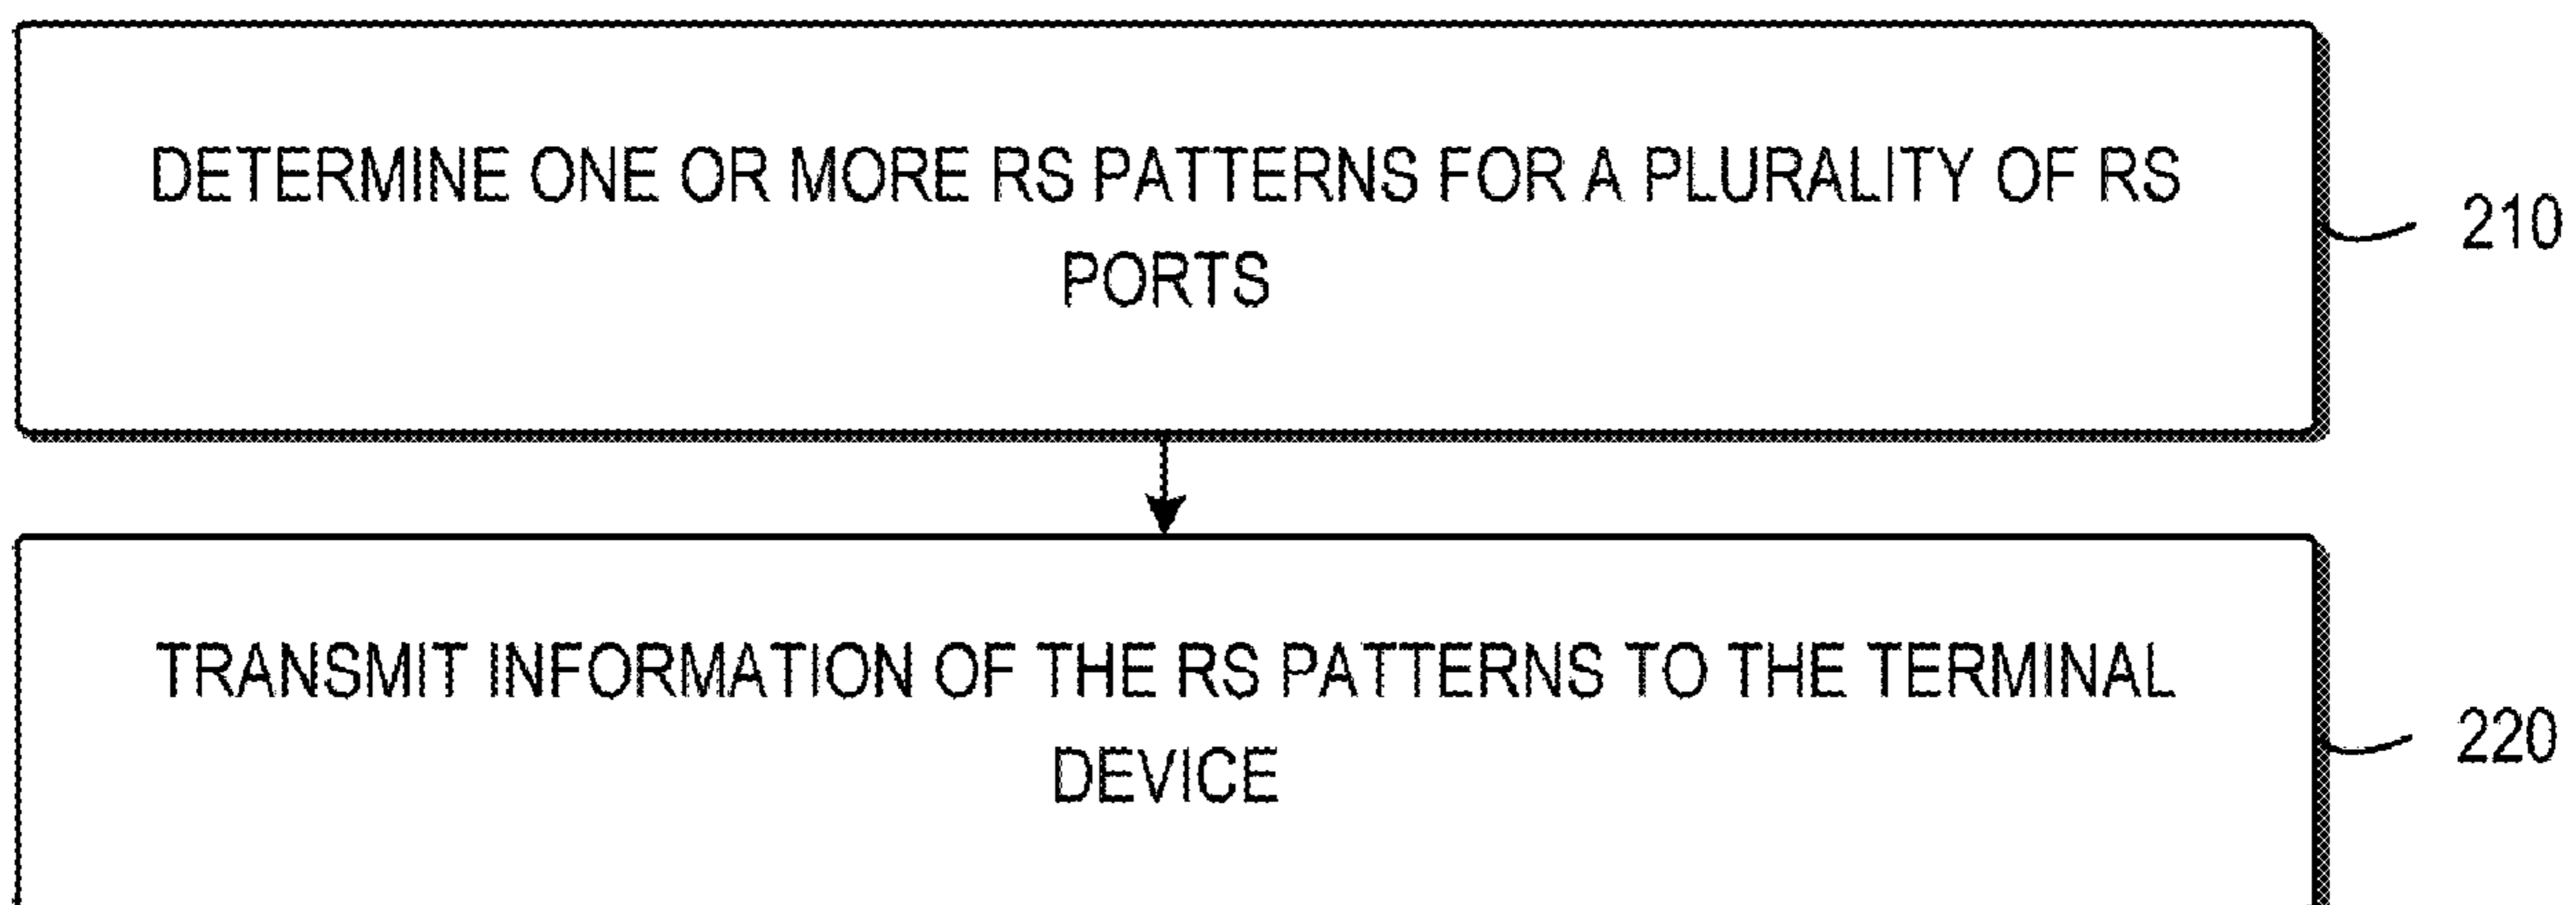 DETERMINE ONE OR MORE RS PATTERNS FOR A PLURALITY OF RS
PORTS
210
TRANSMIT INFORMATION OF THE RS PATTERNS TO THE TERMINAL
DEVICE
220